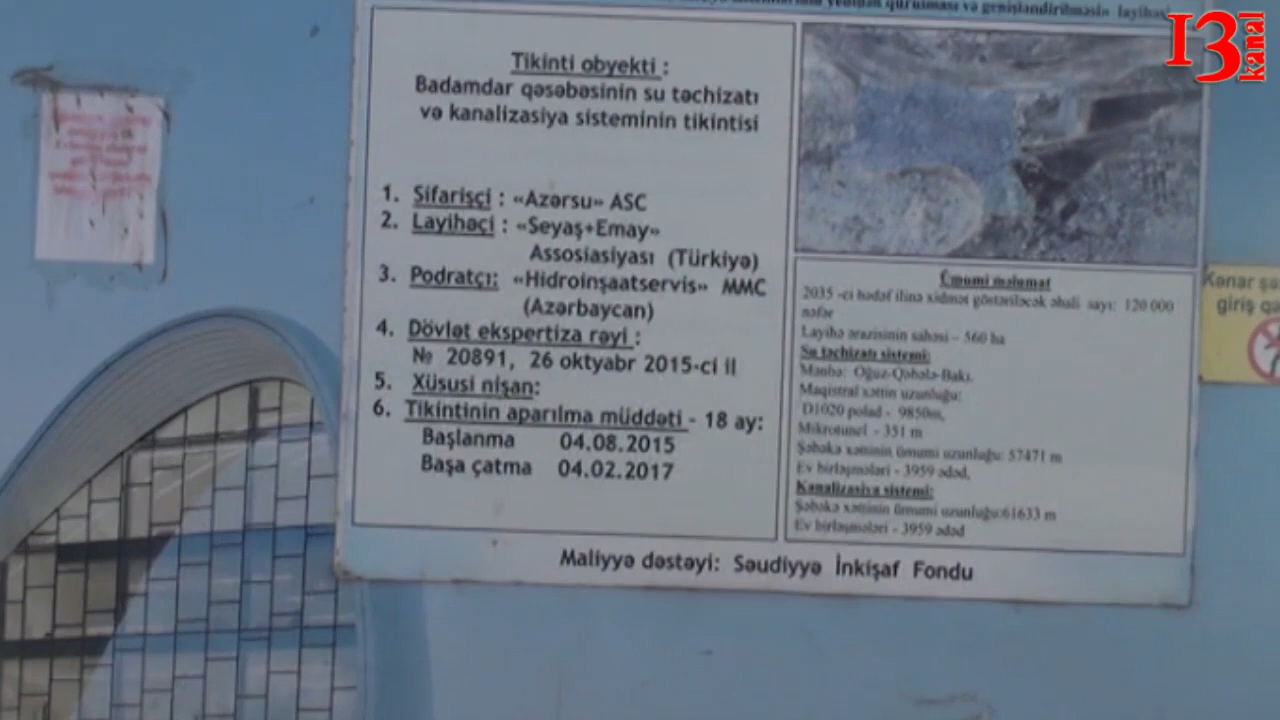 qurulması və genişləndirilməsin layihəsi
13 kanal
Tikinti obyekti :
Badamdar qəsəbəsinin su təchizatı
və kanalizasiya sisteminin tikintisi
1. Sifarişçi : «Azərsu» ASC
2. Layihəçi : «Seyaş+Emay»
Assosiasiyası (Türkiyə)
3. Podratçı: «Hidroinşaatservis» MMC
(Azərbaycan)
4. Dövlət ekspertiza rəyi :
№ 20891, 26 oktyabr 2015-ci il
5. Xüsusi nişan:
6. Tikintinin aparılma müddəti - 18 ay:
Başlanma 04.08.2015
Başa çatma 04.02.2017
Ümumi məlumat
2035 -ci hədəf ilinə xidmət göstəriləcək əhali sayı: 120 000
nəfər
Layihə ərazisinin sahəsi – 560 ha
Su təchizatı sistemi:
Mənbə: Oğuz-Qəbələ-Bakı.
Maqistral xəttin uzunluğu:
D1020 polad - 9850m,
Mikrotunel - 351 m
Şəbəkə xəttinin ümumi uzunluğu: 57471 m
Ev birləşmələri - 3959 ədəd,
Kanalizasiya sistemi:
Şəbəkə xəttinin ümumi uzunluğu:61633 m
Ev birləşmələri - 3959 ədəd
Maliyyə dəstəyi: Səudiyyə İnkişaf Fondu
Kənar şə
giriş qa